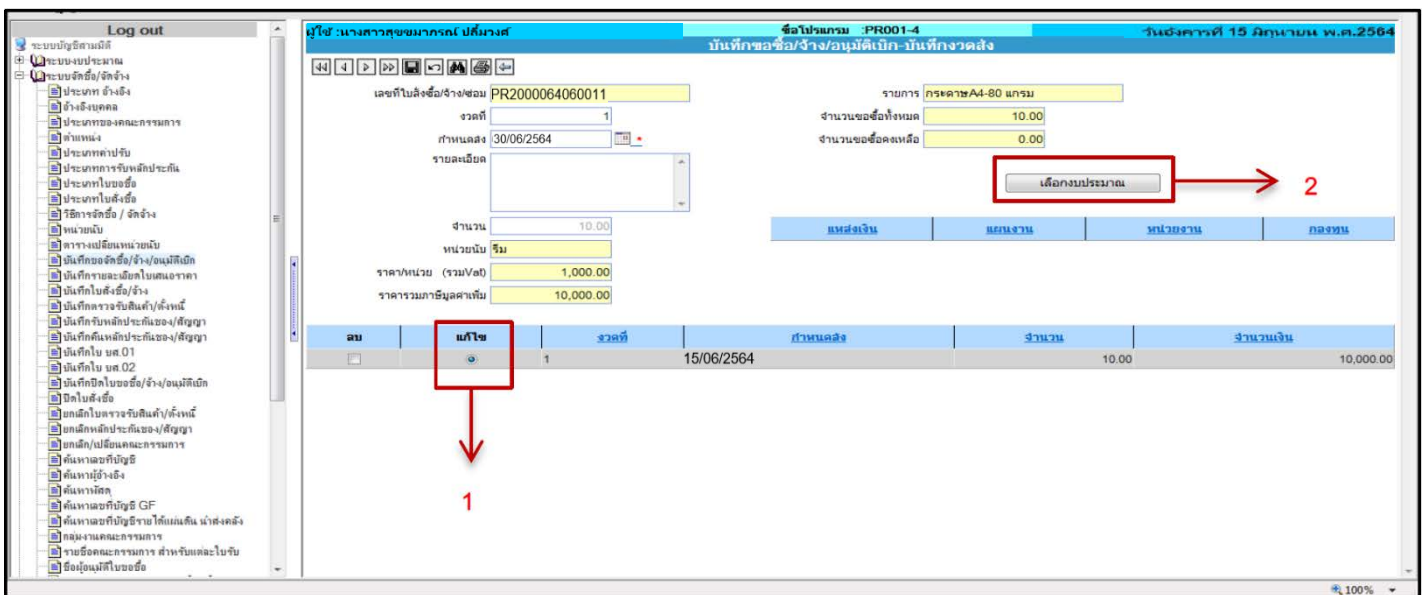 Log out
ผู้ใช้ :นางสาวสุขขมาภรณ์ ปลื้มวงศ์
ชื่อโปรแกรม :PR001-4
วันอังคารที่ 15 มิถุนายน พ.ศ.2564
บันทึกขอซื้อ/จ้าง/อนุมัติเบิก-บันทึกงวดส่ง
ระบบบัญชีสามมิติ
ระบบงบประมาณ
ระบบจัดซื้อ/จัดจ้าง
ประเภท อ้างอิง
อ้างอิงบุคคล
ประเภทของคณะกรรมการ
ตำแหน่ง
ประเภทค่าปรับ
ประเภทการรับหลักประกัน
ประเภทใบขอซื้อ
ประเภทใบสั่งซื้อ
วิธีการจัดซื้อ / จัดจ้าง
หน่วยนับ
ตารางเปลี่ยนหน่วยนับ
บันทึกขอจัดซื้อ/จ้าง/อนุมัติเบิก
บันทึกรายละเอียดใบเสนอราคา
บันทึกใบสั่งซื้อ/จ้าง
บันทึกตรวจรับสินค้า/ตั้งหนี้
บันทึกรับหลักประกันซอง/สัญญา
บันทึกคืนหลักประกันซอง/สัญญา
บันทึกใบ บศ.01
บันทึกใบ บศ.02
บันทึกปิดใบขอซื้อ/จ้าง/อนุมัติเบิก
ปิดใบสั่งซื้อ
ยกเลิกใบตรวจรับสินค้า/ตั้งหนี้
ยกเลิกหลักประกันซอง/สัญญา
ยกเลิก/เปลี่ยนคณะกรรมการ
ค้นหาเลขที่บัญชี
ค้นหาผู้อ้างอิง
ค้นหาพัสดุ
ค้นหาเลขที่บัญชี GF
ค้นหาเลขที่บัญชีรายได้แผ่นดิน นำส่งคลัง
กลุ่มงานคณะกรรมการ
รายชื่อคณะกรรมการ สำหรับแต่ละใบรับ
ชื่อผู้อนุมัติใบขอซื้อ
เลขที่ใบสั่งซื้อ/จ้าง/ซ่อม PR2000064060011
รายการ กระดาษA4-80 แกรม
งวดที่ 1
จำนวนขอซื้อทั้งหมด 10.00
กำหนดส่ง 30/06/2564 *
จำนวนขอซื้อคงเหลือ 0.00
รายละเอียด
เลือกงบประมาณ
2
จำนวน 10.00
แหล่งเงิน แผนงาน หน่วยงาน กองทุน
หน่วยนับ รีม
ราคา/หน่วย (รวมVat) 1,000.00
ราคารวมภาษีมูลค่าเพิ่ม 10,000.00
ลบ แก้ไข งวดที่ กำหนดส่ง จำนวน จำนวนเงิน
1 15/06/2564 10.00 10,000.00
1
100%